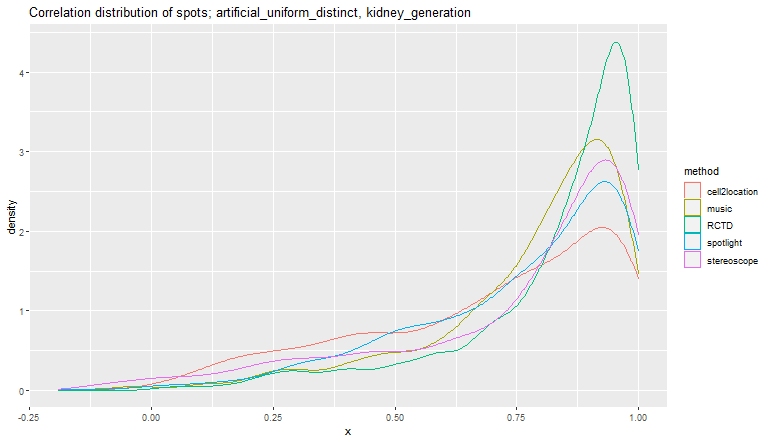 Correlation distribution of spots; artificial_uniform_distinct, kidney_generation
4
3
2
1
0
density
-0.25
0.00
0.25
0.50
0.75
1.00
x
method
cell2location
music
RCTD
spotlight
stereoscope